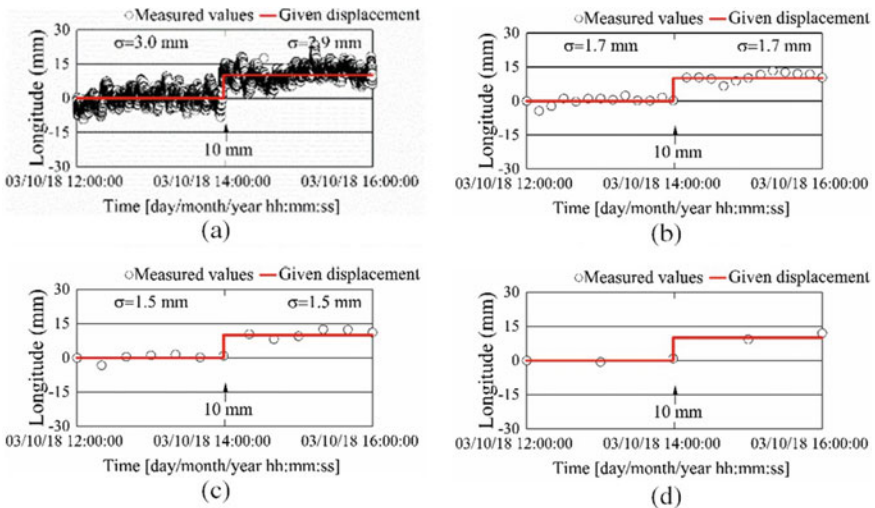 ○ Measured values — Given displacement
Longitude (mm)
30
15
0
-15
-30
σ=3.0 mm
σ=2.9 mm
10 mm
03/10/18 12:00:00 03/10/18 14:00:00 03/10/18 16:00:00
Time [day/month/year hh:mm:ss]
(a)
○ Measured values — Given displacement
Longitude (mm)
30
15
0
-15
-30
σ=1.7 mm
σ=1.7 mm
10 mm
03/10/18 12:00:00 03/10/18 14:00:00 03/10/18 16:00:00
Time [day/month/year hh:mm:ss]
(b)
○Measured values — Given displacement
Longitude (mm)
30
15
0
-15
-30
σ=1.5 mm
σ=1.5 mm
10 mm
03/10/18 12:00:00 03/10/18 14:00:00 03/10/18 16:00:00
Time [day/month/year hh:mm:ss]
(c)
○Measured values — Given displacement
Longitude (mm)
30
15
0
-15
-30
10 mm
03/10/18 12:00:00 03/10/18 14:00:00 03/10/18 16:00:00
Time [day/month/year hh:mm:ss]
(d)